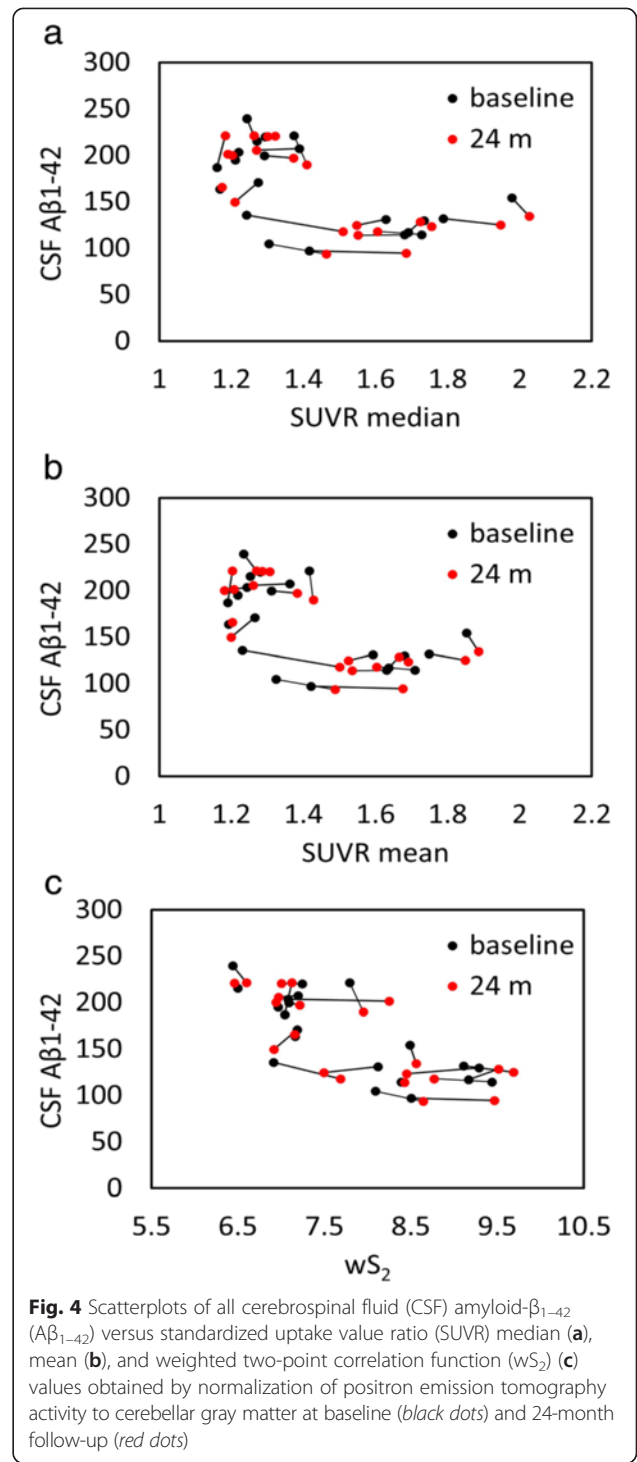 a
300
250
200
150
100
50
0
CSF Aβ1-42
baseline
24 m
1 1.2 1.4 1.6 1.8 2 2.2
SUVR median
b
300
250
200
150
100
50
0
CSF Aβ1-42
baseline
24 m
1 1.2 1.4 1.6 1.8 2 2.2
SUVR mean
c
300
250
200
150
100
50
0
CSF Aβ1-42
baseline
24 m
5.5 6.5 7.5 8.5 9.5 10.5
wS₂
Fig. 4 Scatterplots of all cerebrospinal fluid (CSF) amyloid-β₁₋₄₂
(Aβ₁₋₄₂) versus standardized uptake value ratio (SUVR) median (a),
mean (b), and weighted two-point correlation function (wS₂) (c)
values obtained by normalization of positron emission tomography
activity to cerebellar gray matter at baseline (black dots) and 24-month
follow-up (red dots)